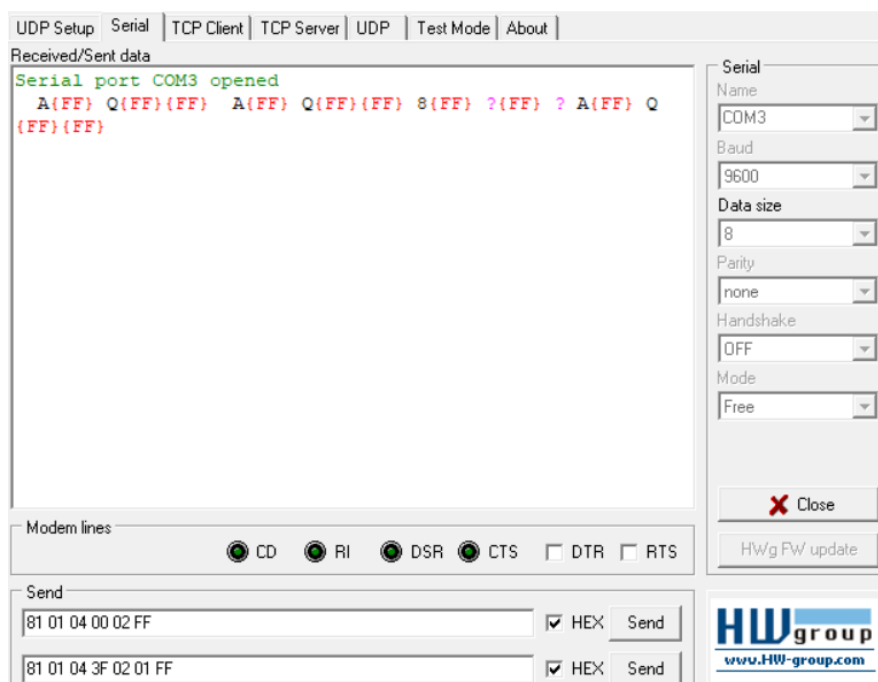 UDP Setup Serial TCP Client TCP Server UDP Test Mode About
Received/Sent data
Serial port COM3 opened
A{FF} Q{FF}{FF} A{FF} Q{FF}{FF} 8{FF} ?{FF} ? A{FF} Q
{FF}{FF}
Serial
Name
COM3
Baud
9600
Data size
8
Parity
none
Handshake
OFF
Mode
Free
Close
HWg FW update
Modem lines
CD RI DSR CTS DTR RTS
Send
81 01 04 00 02 FF HEX Send
81 01 04 3F 02 01 FF HEX Send
HW group
www.HW-group.com